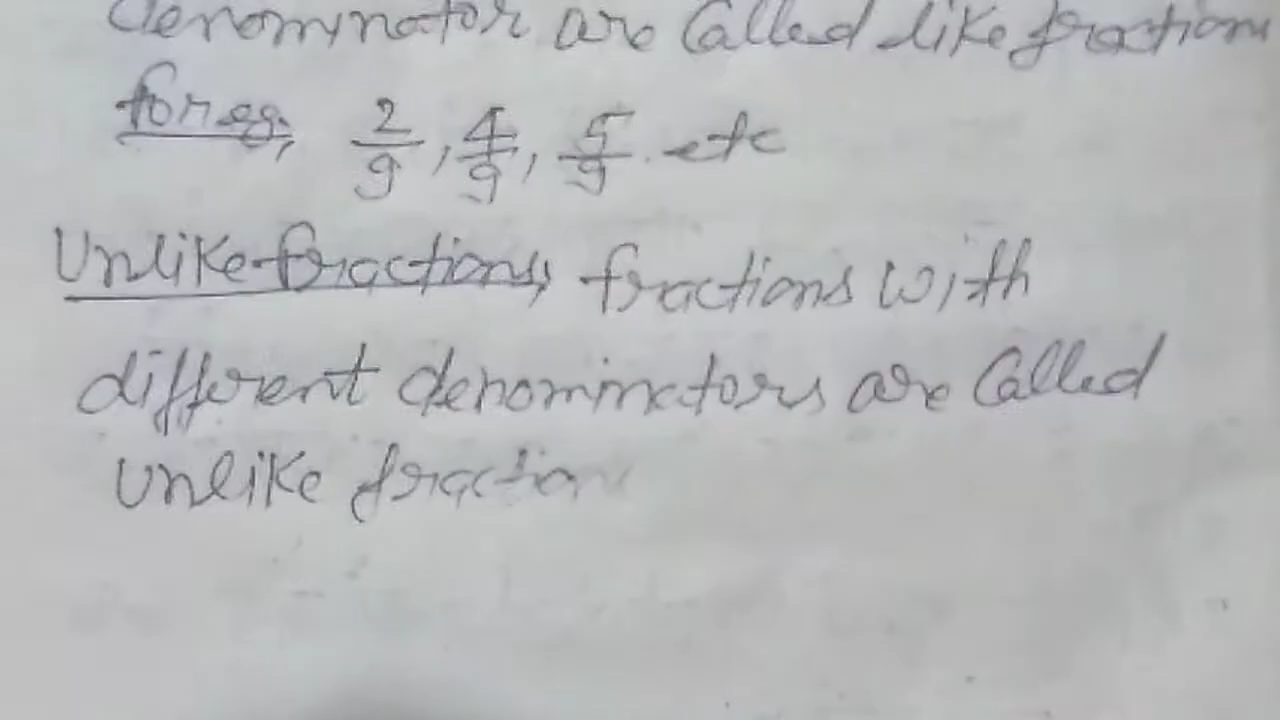 denominator are called like fractions
for eg, 2/9, 4/9, 5/9 etc
Unlike fractions, fractions with
different denominators are called
unlike fraction